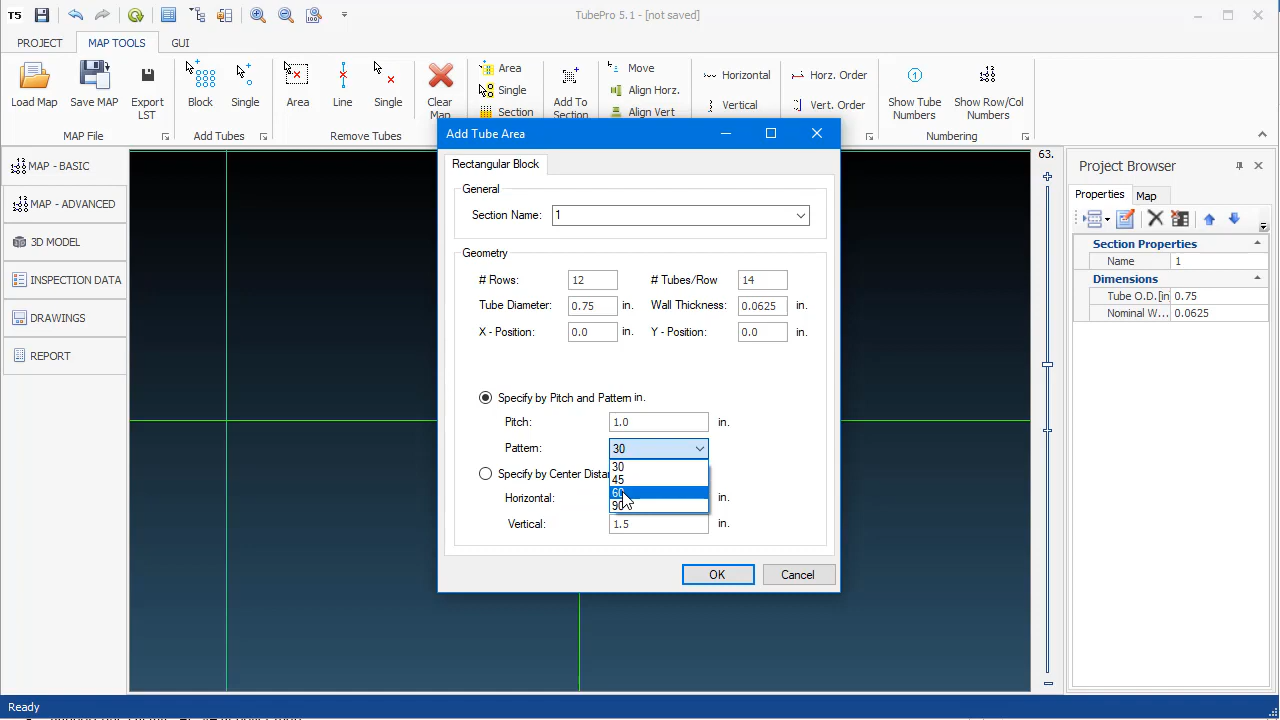 T5
TubePro 5.1 - [not saved]
PROJECT
MAP TOOLS
GUI
Load Map
Save MAP
Export LST
MAP File
Block
Single
Add Tubes
Area
Line
Single
Remove Tubes
Clear Map
Area
Single
Section
Add To Section
Move
Align Horz.
Align Vert
Horizontal
Vertical
Horz. Order
Vert. Order
Show Tube Numbers
Show Row/Col Numbers
Numbering
MAP - BASIC
MAP - ADVANCED
3D MODEL
INSPECTION DATA
DRAWINGS
REPORT
Add Tube Area
Rectangular Block
General
Section Name: 1
Geometry
# Rows: 12 # Tubes/Row 14
Tube Diameter: 0.75 in. Wall Thickness: 0.0625 in.
X - Position: 0.0 in. Y - Position: 0.0 in.
Specify by Pitch and Pattern in.
Pitch: 1.0 in.
Pattern: 30
30
45
60
90
Specify by Center
Horizontal: in.
Vertical: 1.5 in.
OK Cancel
63.
Project Browser
Properties Map
Section Properties
Name 1
Dimensions
Tube O.D. [in 0.75
Nominal W... 0.0625
Ready